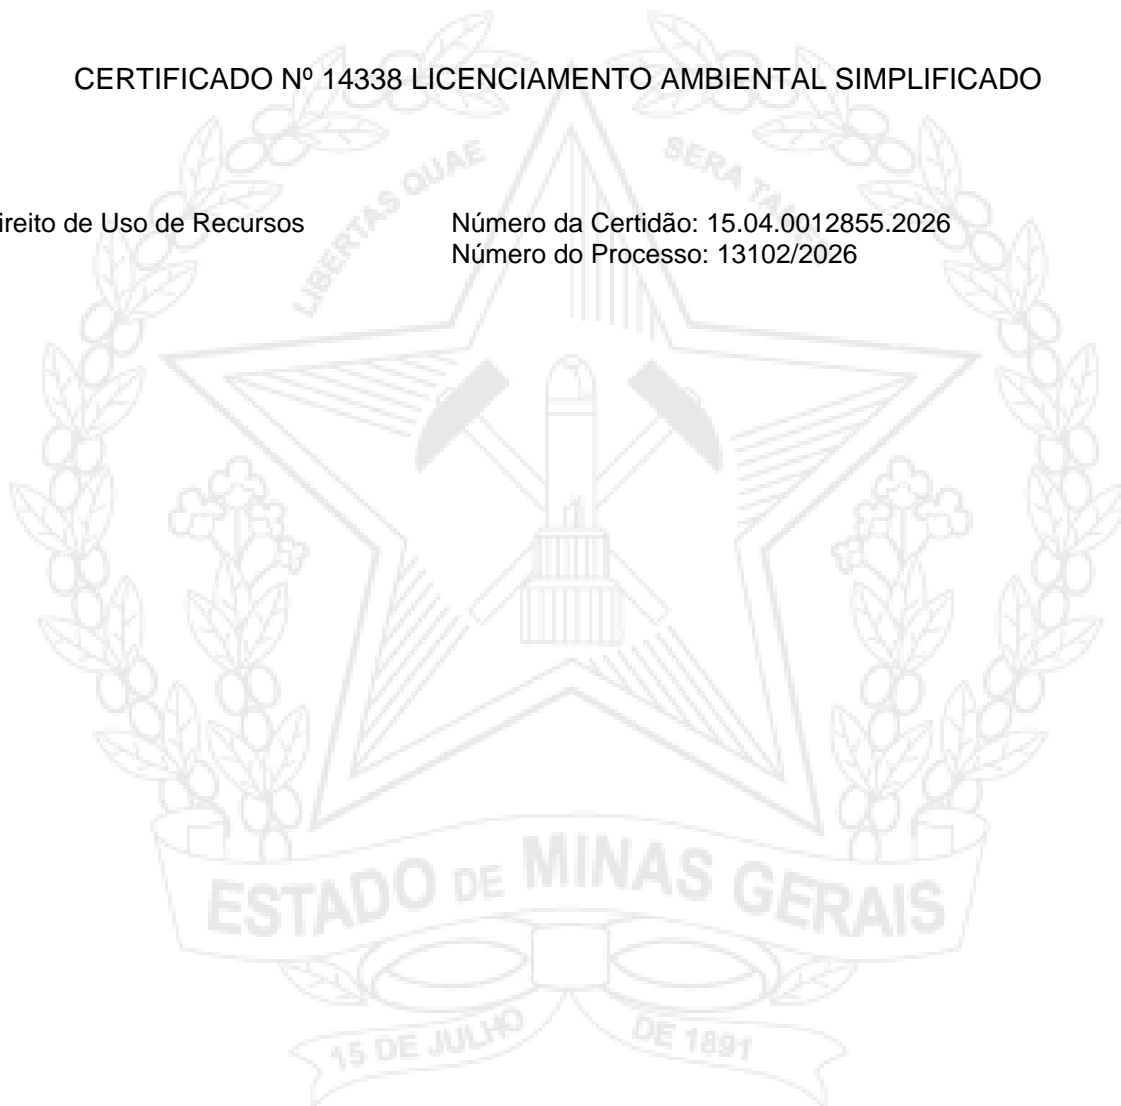 CERTIFICADO Nº 14338 LICENCIAMENTO AMBIENTAL SIMPLIFICADO
LIBERTAS QUAE SERA TAMEN
ireito de Uso de Recursos Número da Certidão: 15.04.0012855.2026
Número do Processo: 13102/2026
ESTADO DE MINAS GERAIS
15 DE JULHO DE 1891